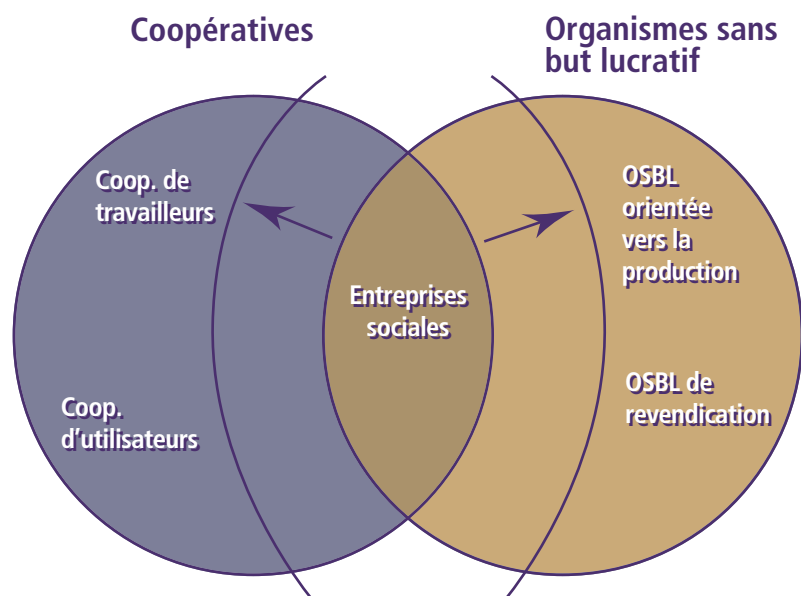 Coopératives
Organismes sans
but lucratif
Coop. de
travailleurs
OSBL
orientée
vers la
production
Entreprises
sociales
Coop.
d’utilisateurs
OSBL de
revendication